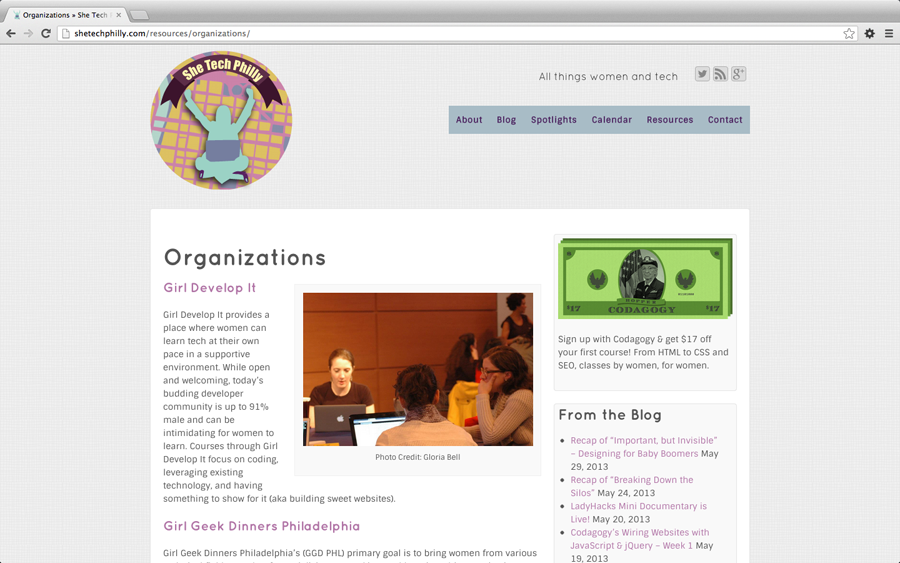 Organizations » She Tech
shetechphilly.com/resources/organizations/
She Tech Philly
All things women and tech
About Blog Spotlights Calendar Resources Contact
Organizations
Girl Develop It
Girl Develop It provides a
place where women can
learn tech at their own
pace in a supportive
environment. While open
and welcoming, today's
budding developer
community is up to 91%
male and can be
intimidating for women to
learn. Courses through Girl
Develop It focus on coding,
leveraging existing
technology, and having
something to show for it (aka building sweet websites).
Photo Credit: Gloria Bell
Girl Geek Dinners Philadelphia
Girl Geek Dinners Philadelphia's (GGD PHL) primary goal is to bring women from various
$17
HOPPER
$17
CODAGOGY
Sign up with Codagogy & get $17 off
your first course! From HTML to CSS and
SEO, classes by women, for women.
From the Blog
Recap of "Important, but Invisible"
– Designing for Baby Boomers May
29, 2013
Recap of "Breaking Down the
Silos" May 24, 2013
LadyHacks Mini Documentary is
Live! May 20, 2013
Codagogy's Wiring Websites with
JavaScript & jQuery – Week 1 May
19, 2013